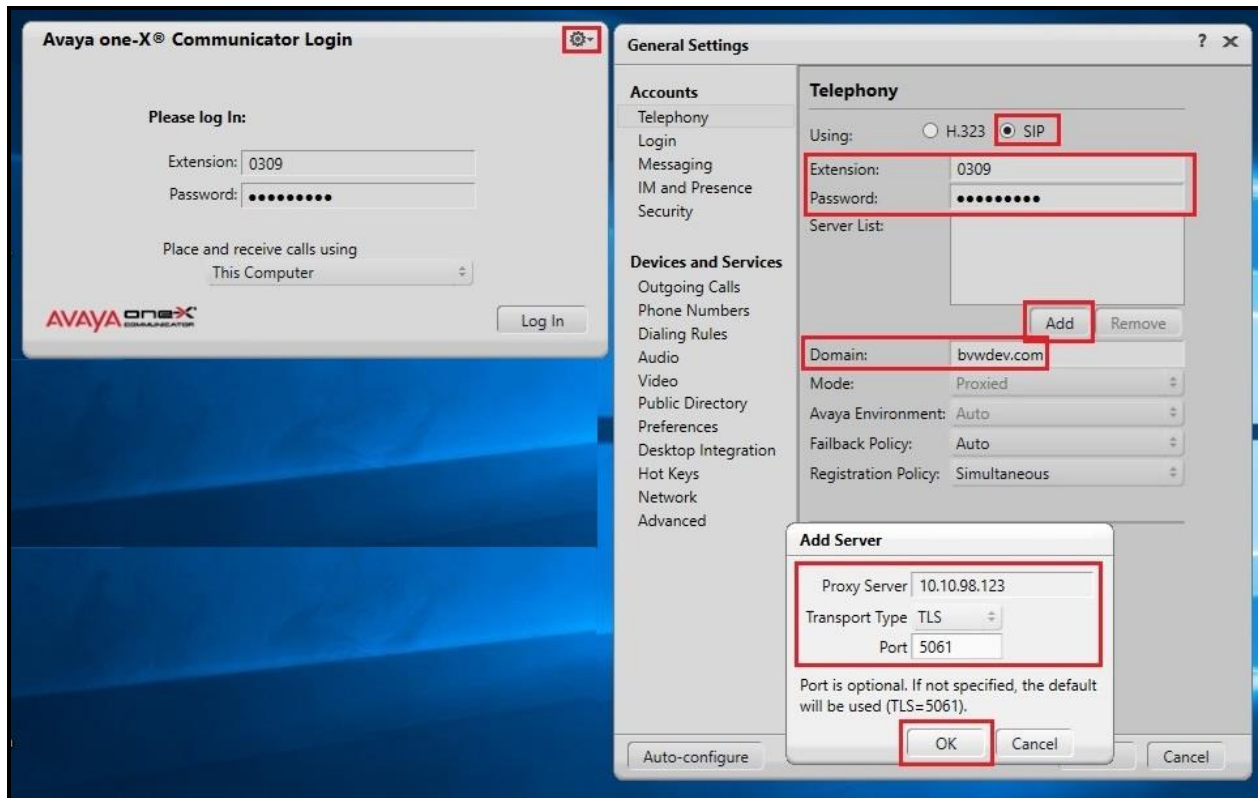 Avaya one-X® Communicator Login
Please log In:
Extension: 0309
Password: •••••••••
Place and receive calls using
This Computer
AVAYA one-X COMMUNICATOR
Log In
General Settings
? ×
Accounts
Telephony
Login
Messaging
IM and Presence
Security
Devices and Services
Outgoing Calls
Phone Numbers
Dialing Rules
Audio
Video
Public Directory
Preferences
Desktop Integration
Hot Keys
Network
Advanced
Telephony
Using: H.323 SIP
Extension: 0309
Password: •••••••••
Server List:
Add Remove
Domain: bvwdev.com
Mode: Proxied
Avaya Environment: Auto
Failback Policy: Auto
Registration Policy: Simultaneous
Add Server
Proxy Server 10.10.98.123
Transport Type TLS
Port 5061
Port is optional. If not specified, the default
will be used (TLS=5061).
OK Cancel
Auto-configure Cancel